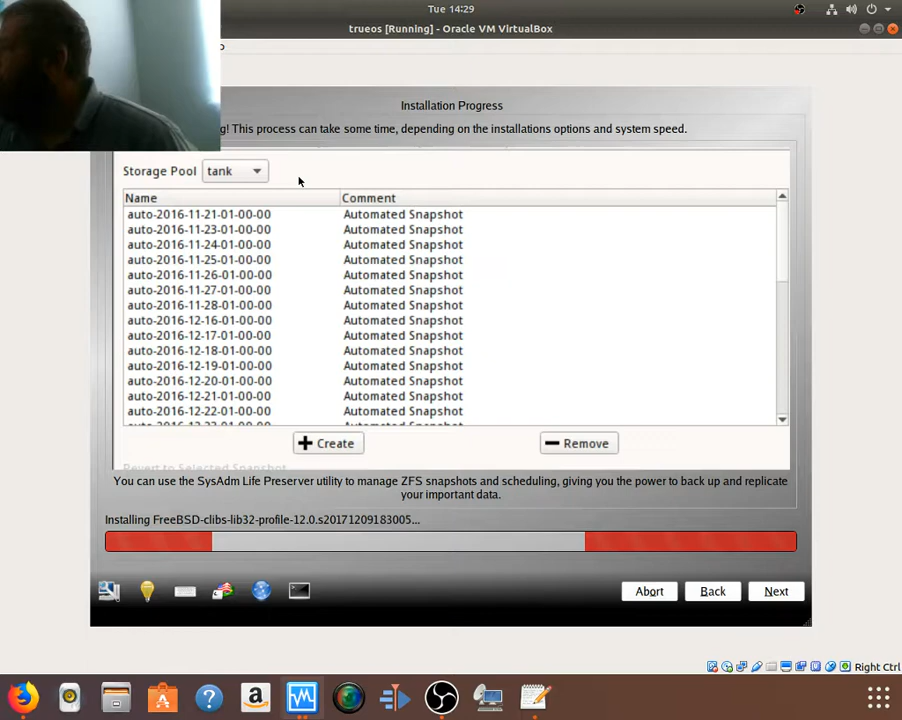 Tue 14:29
trueos [Running] - Oracle VM VirtualBox
Installation Progress
! This process can take some time, depending on the installations options and system speed.
Storage Pool tank
Name Comment
auto-2016-11-21-01-00-00 Automated Snapshot
auto-2016-11-23-01-00-00 Automated Snapshot
auto-2016-11-24-01-00-00 Automated Snapshot
auto-2016-11-25-01-00-00 Automated Snapshot
auto-2016-11-26-01-00-00 Automated Snapshot
auto-2016-11-27-01-00-00 Automated Snapshot
auto-2016-11-28-01-00-00 Automated Snapshot
auto-2016-12-16-01-00-00 Automated Snapshot
auto-2016-12-17-01-00-00 Automated Snapshot
auto-2016-12-18-01-00-00 Automated Snapshot
auto-2016-12-19-01-00-00 Automated Snapshot
auto-2016-12-20-01-00-00 Automated Snapshot
auto-2016-12-21-01-00-00 Automated Snapshot
auto-2016-12-22-01-00-00 Automated Snapshot
Create Remove
Revert to Selected Snapshot
You can use the SysAdm Life Preserver utility to manage ZFS snapshots and scheduling, giving you the power to back up and replicate
your important data.
Installing FreeBSD-clibs-lib32-profile-12.0.s20171209183005...
Abort Back Next
Right Ctrl